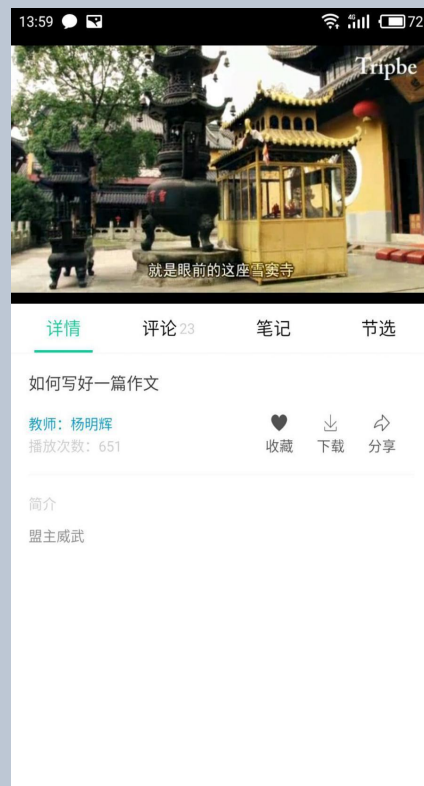 13:59
4G
72
Tripbe
就是眼前的这座雪窦寺
详情 评论 23 笔记 节选
如何写好一篇作文
教师：杨明辉
播放次数：651
收藏 下载 分享
简介
盟主威武